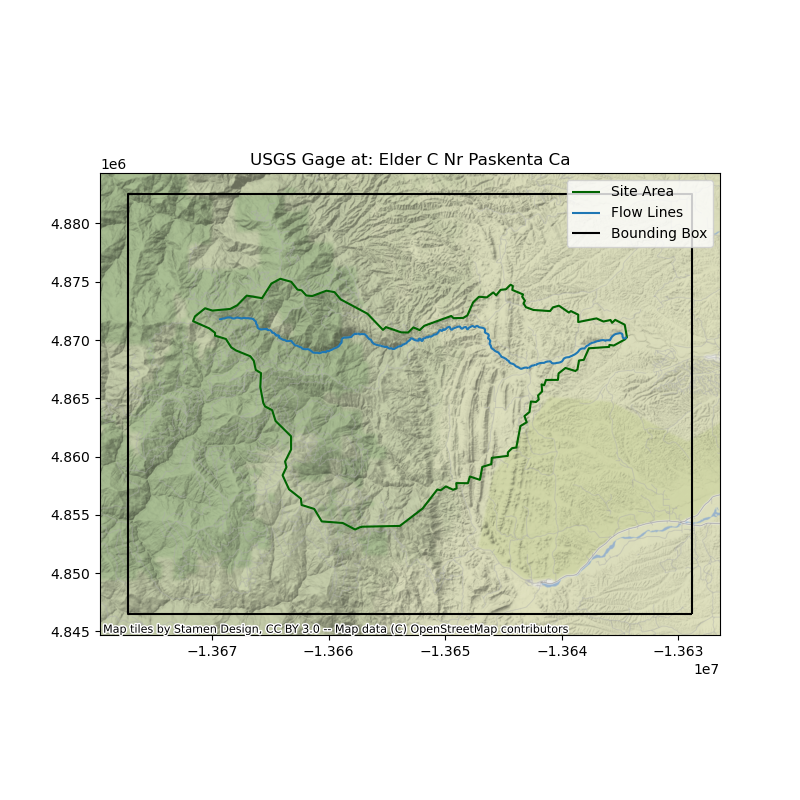 USGS Gage at: Elder C Nr Paskenta Ca
1e6
Site Area
Flow Lines
Bounding Box
4.880
4.875
4.870
4.865
4.860
4.855
4.850
4.845
Map tiles by Stamen Design, CC BY 3.0 -- Map data (C) OpenStreetMap contributors
−1.367 −1.366 −1.365 −1.364 −1.363
1e7